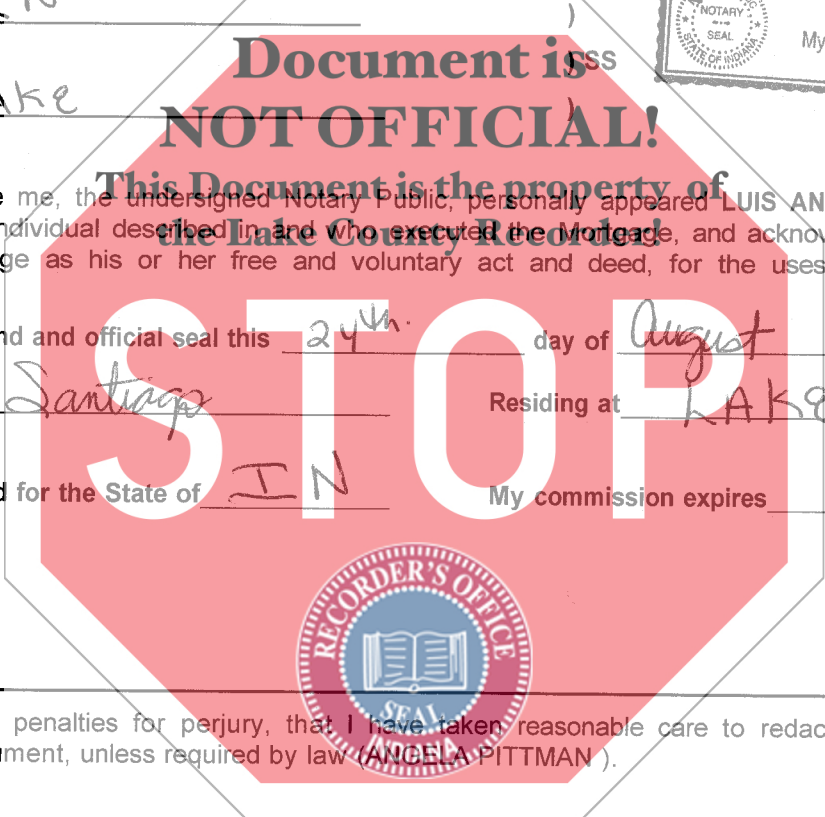 N
)
NOTARY
SEAL
STATE OF INDIANA
My
Document is
SS
AKE
)
NOT OFFICIAL!
This Document is the property of
me, the undersigned Notary Public, personally appeared LUIS AN
the Lake County Recorder!
ndividual described in and who executed the Mortgage, and acknov
ge as his or her free and voluntary act and deed, for the uses
STOP
nd and official seal this 24th. day of August
Santiago Residing at LAKE
d for the State of IN My commission expires
RECORDER'S OFFICE
SEAL
penalties for perjury, that I have taken reasonable care to redac
ment, unless required by law (ANGELA PITTMAN ).